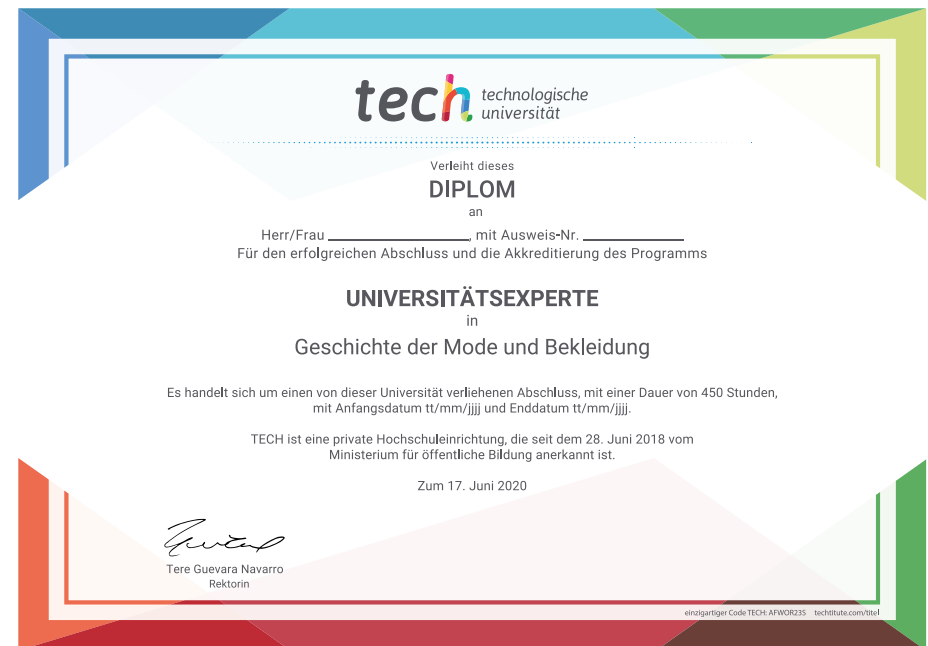 tech technologische
universität
Verleiht dieses
DIPLOM
an
Herr/Frau ____________________, mit Ausweis-Nr. ______________
Für den erfolgreichen Abschluss und die Akkreditierung des Programms
UNIVERSITÄTSEXPERTE
in
Geschichte der Mode und Bekleidung
Es handelt sich um einen von dieser Universität verliehenen Abschluss, mit einer Dauer von 450 Stunden,
mit Anfangsdatum tt/mm/jjjj und Enddatum tt/mm/jjjj.
TECH ist eine private Hochschuleinrichtung, die seit dem 28. Juni 2018 vom
Ministerium für öffentliche Bildung anerkannt ist.
Zum 17. Juni 2020
Tere Guevara Navarro
Rektorin
einzigartiger Code TECH: AFWOR235 techtitute.com/titel